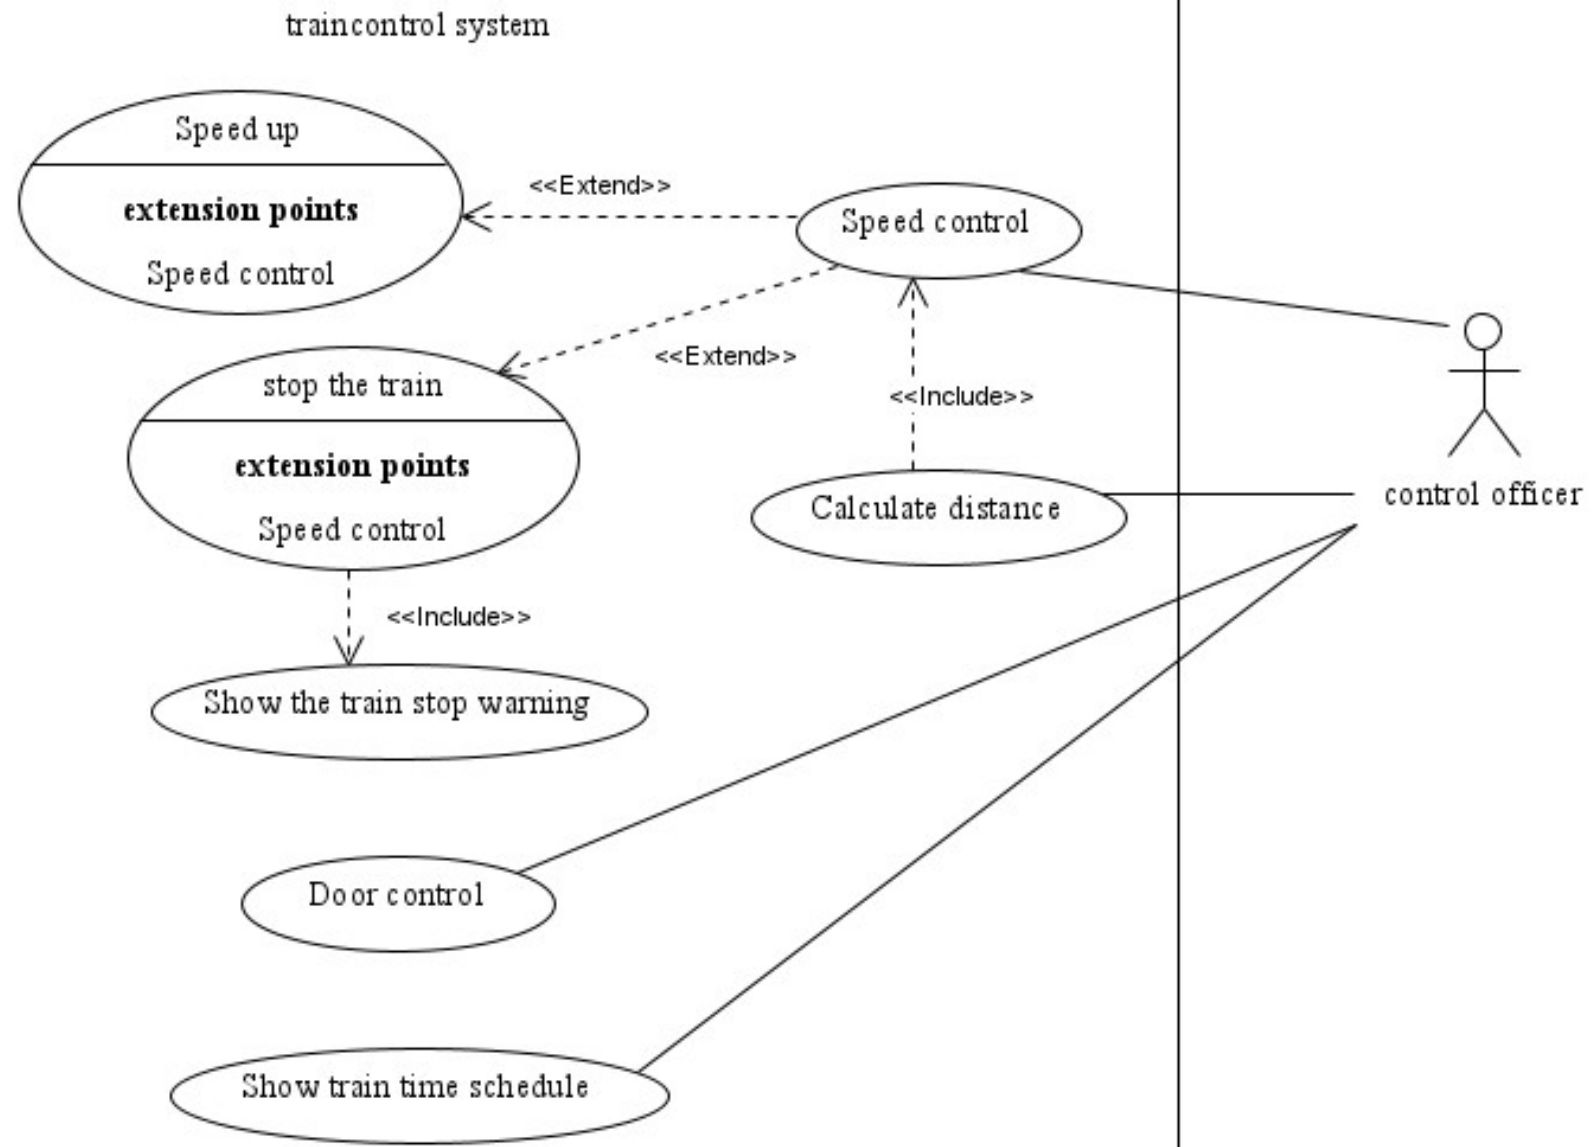 traincontrol system
Speed up
extension points
Speed control
<<Extend>>
Speed control
<<Extend>>
stop the train
extension points
Speed control
<<Include>>
Calculate distance
control officer
<<Include>>
Show the train stop warning
Door control
Show train time schedule